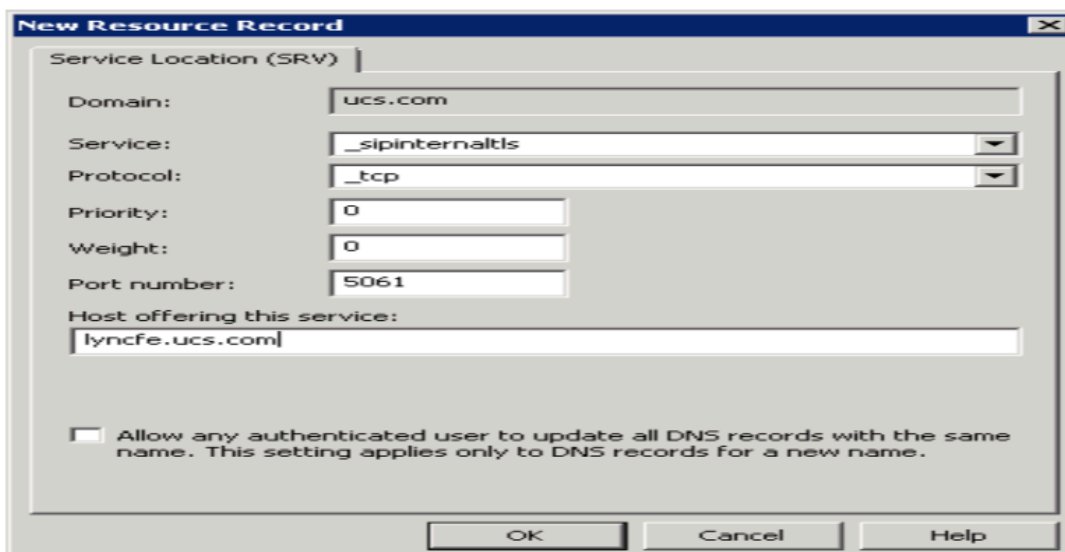 New Resource Record
Service Location (SRV)
Domain: ucs.com
Service: _sipinternaltls
Protocol: _tcp
Priority: 0
Weight: 0
Port number: 5061
Host offering this service:
lyncfe.ucs.com
Allow any authenticated user to update all DNS records with the same
name. This setting applies only to DNS records for a new name.
OK Cancel Help